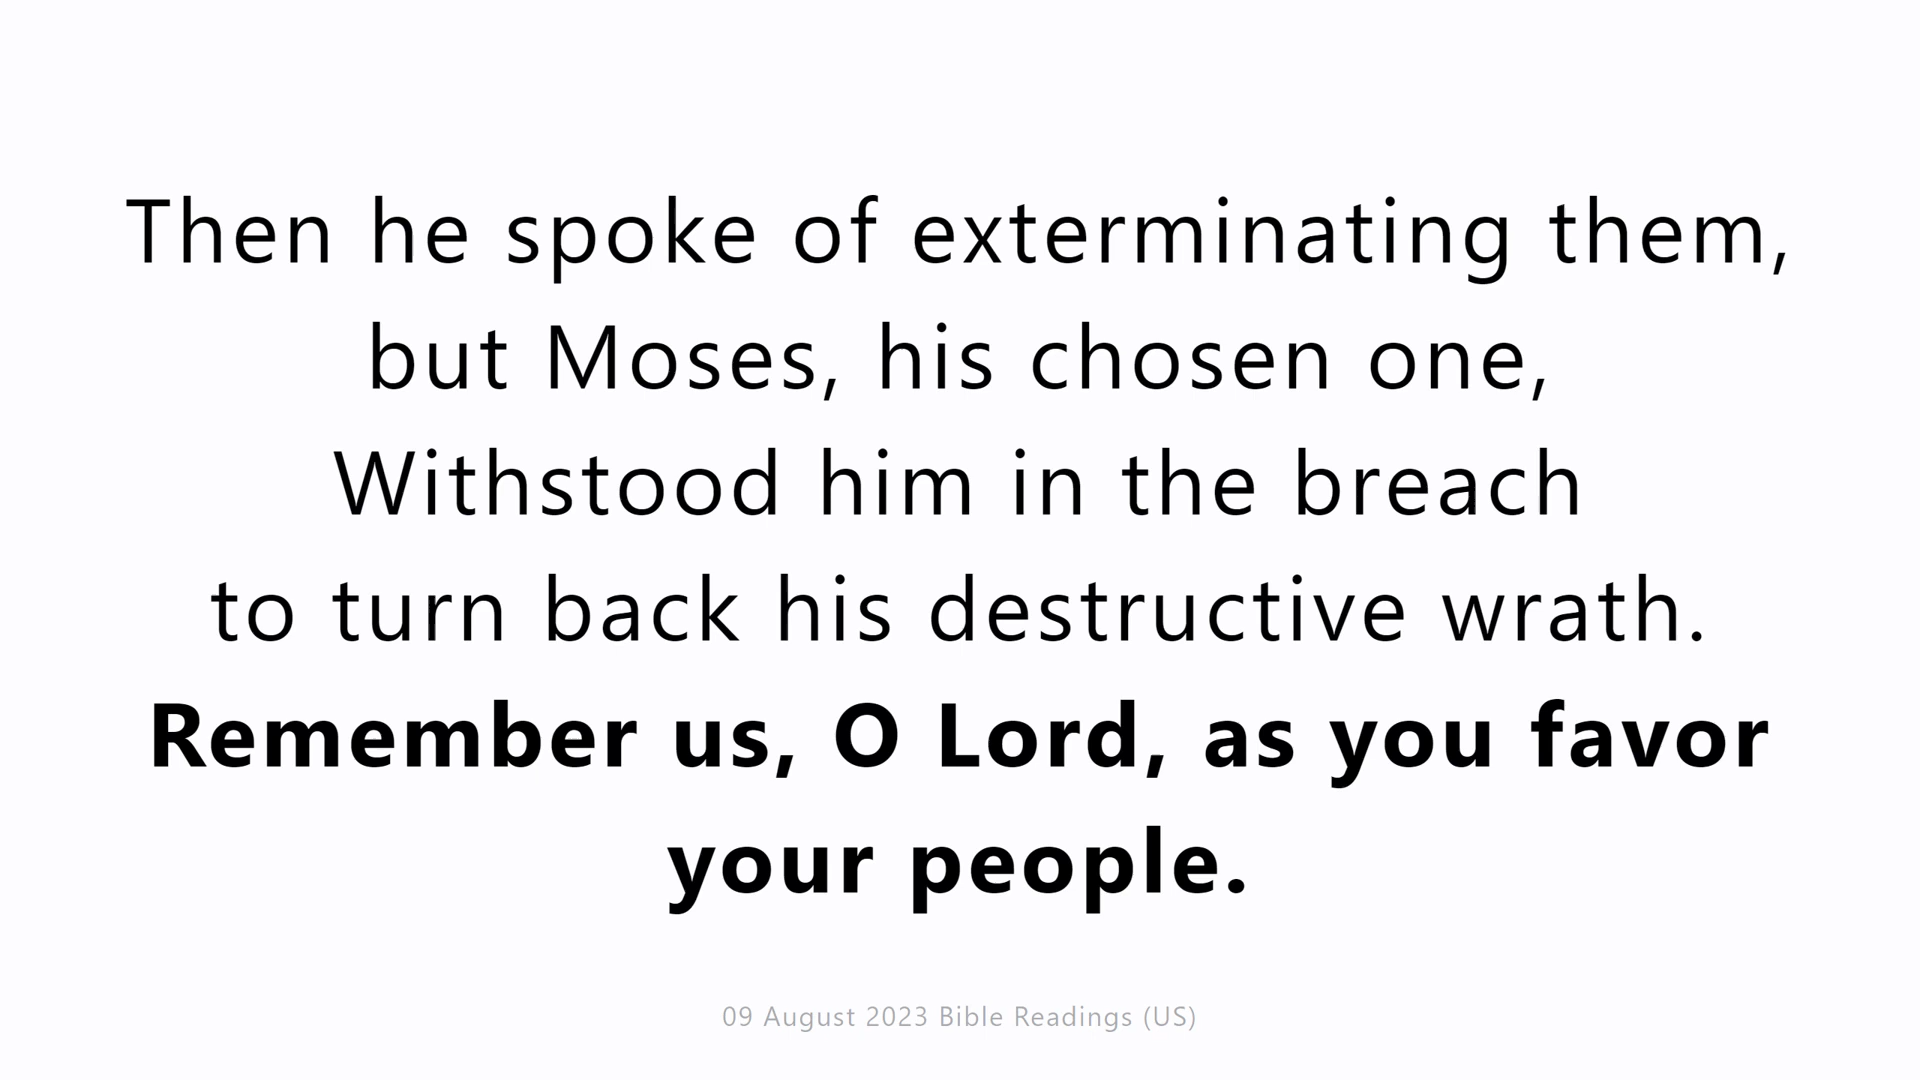 Then he spoke of exterminating them,
but Moses, his chosen one,
Withstood him in the breach
to turn back his destructive wrath.
Remember us, O Lord, as you favor
your people.
09 August 2023 Bible Readings (US)